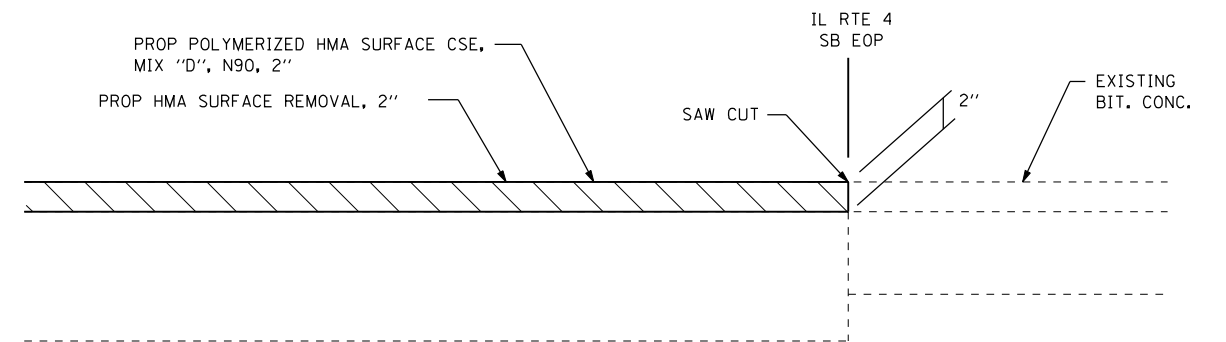 IL RTE 4
SB EOP
PROP POLYMERIZED HMA SURFACE CSE,
MIX "D", N90, 2"
PROP HMA SURFACE REMOVAL, 2"
SAW CUT
2"
EXISTING
BIT. CONC.